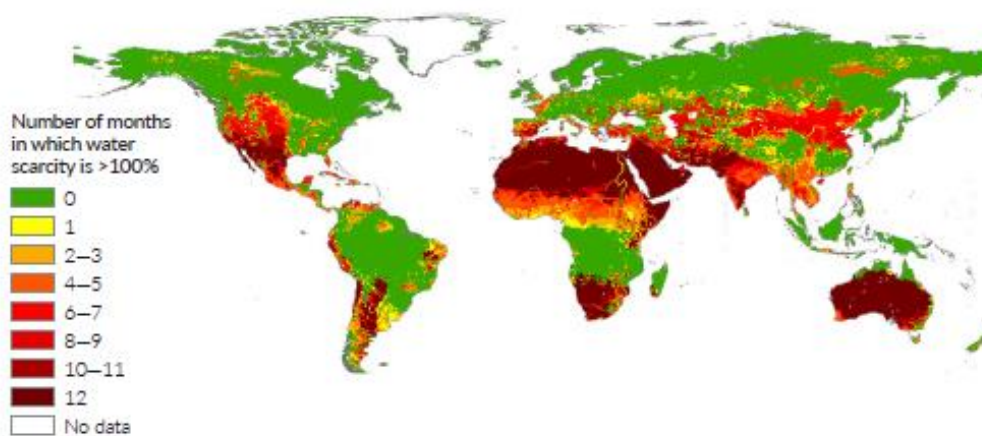 Number of months
in which water
scarcity is >100%
0
1
2–3
4–5
6–7
8–9
10–11
12
No data